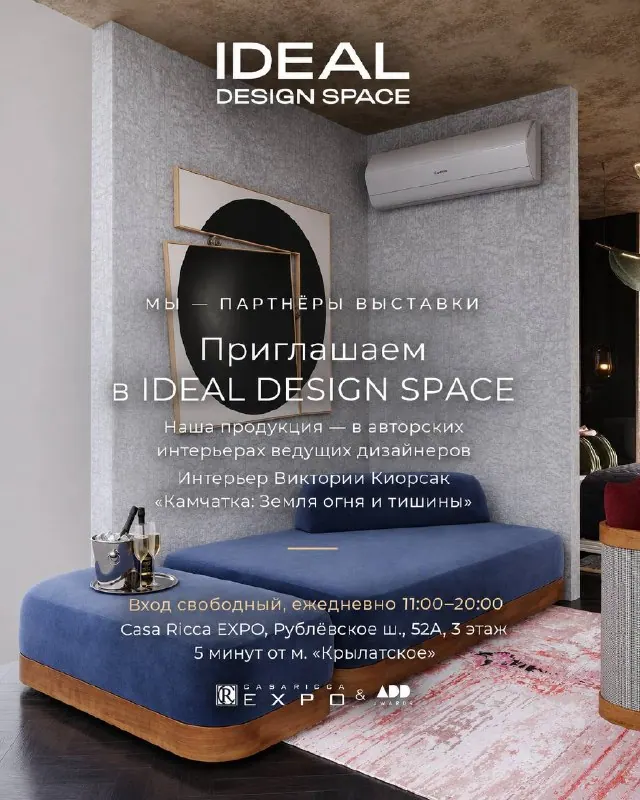 IDEAL
DESIGN SPACE
МЫ — ПАРТНЁРЫ ВЫСТАВКИ
Приглашаем
в IDEAL DESIGN SPACE
Наша продукция — в авторских
интерьерах ведущих дизайнеров
Интерьер Виктории Киорсак
«Камчатка: Земля огня и тишины»
Вход свободный, ежедневно 11:00–20:00
Casa Ricca EXPO, Рублёвское ш., 52А, 3 этаж
5 минут от м. «Крылатское»
CASARICCA
EXPO & ADD
AWARDS